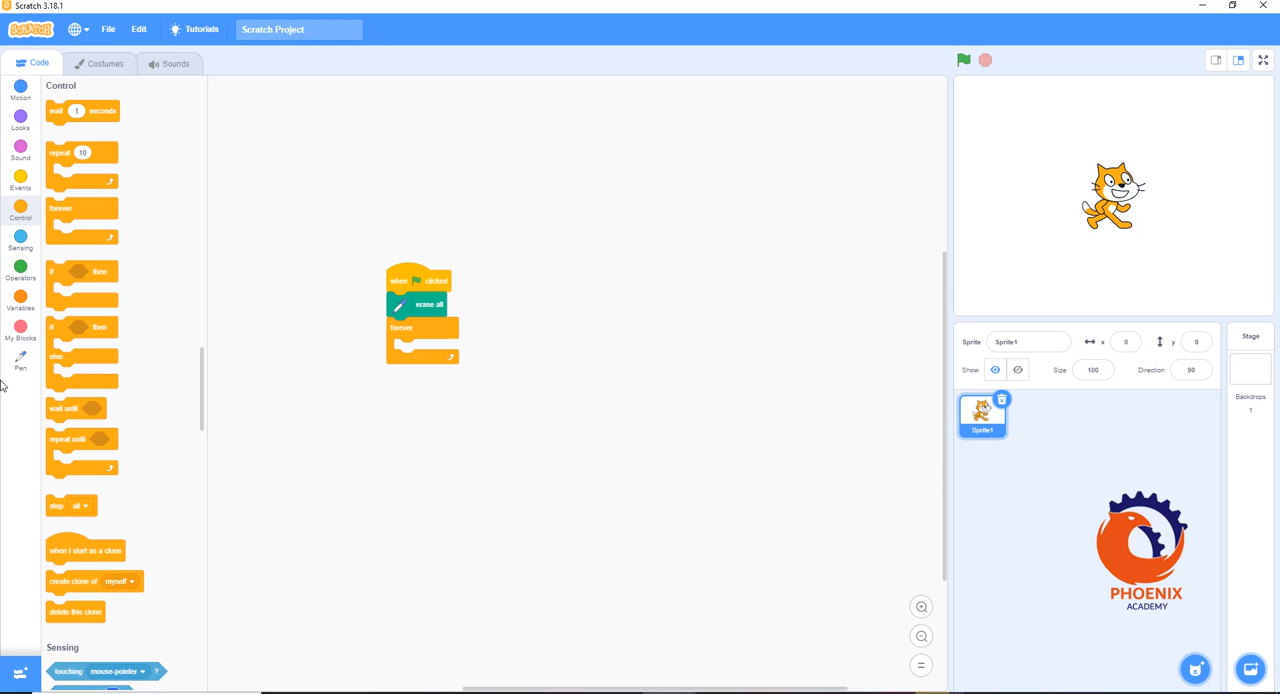 Scratch 3.18.1
SCRATCH File Edit Tutorials Scratch Project
Code Costumes Sounds
Motion
Looks
Sound
Events
Control
Sensing
Operators
Variables
My Blocks
Pen
Control
wait 1 seconds
repeat 10
forever
if then
if then
else
wait until
repeat until
stop all
when I start as a clone
create clone of myself
delete this clone
Sensing
touching mouse-pointer ?
when clicked
erase all
forever
Sprite Sprite1 x 0 y 0
Show Size 100 Direction 90
Sprite1
Stage
Backdrops
1
PHOENIX
ACADEMY